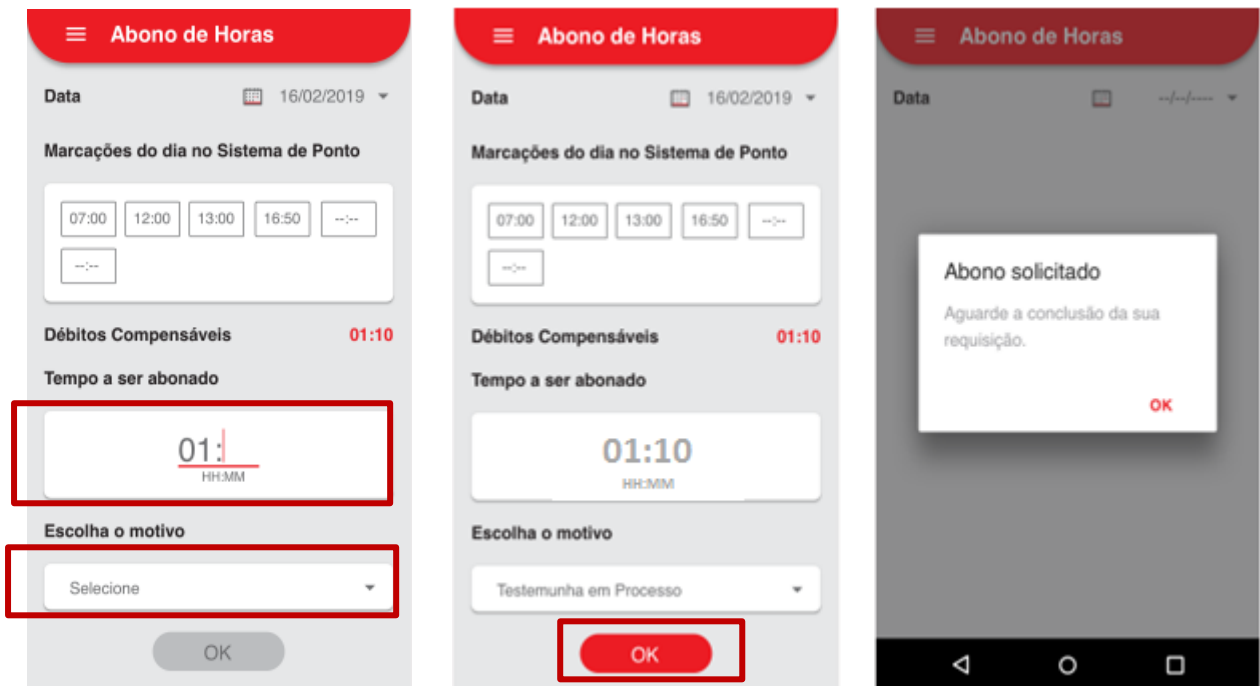 Abono de Horas
Data 16/02/2019
Marcações do dia no Sistema de Ponto
07:00 12:00 13:00 16:50 --:--
--:--
Débitos Compensáveis 01:10
Tempo a ser abonado
01:
HH:MM
Escolha o motivo
Selecione
OK
Abono de Horas
Data 16/02/2019
Marcações do dia no Sistema de Ponto
07:00 12:00 13:00 16:50 --:--
--:--
Débitos Compensáveis 01:10
Tempo a ser abonado
01:10
HH:MM
Escolha o motivo
Testemunha em Processo
OK
Abono de Horas
Data --/--/----
Abono solicitado
Aguarde a conclusão da sua
requisição.
OK